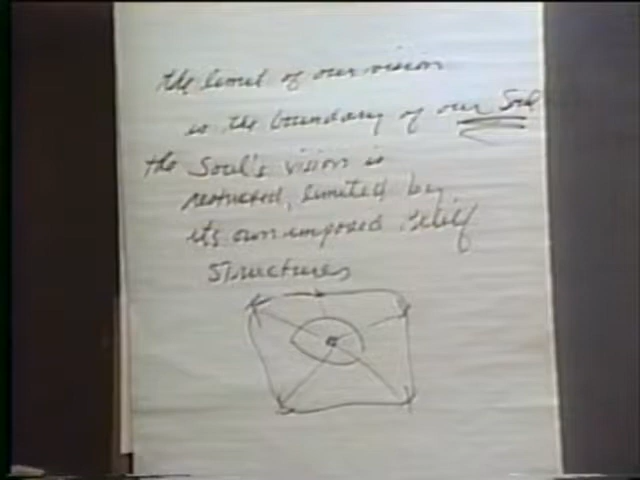 the limit of our vision
is the boundary of our Soul
the Soul's vision is
restricted, limited by
its own imposed belief
structures